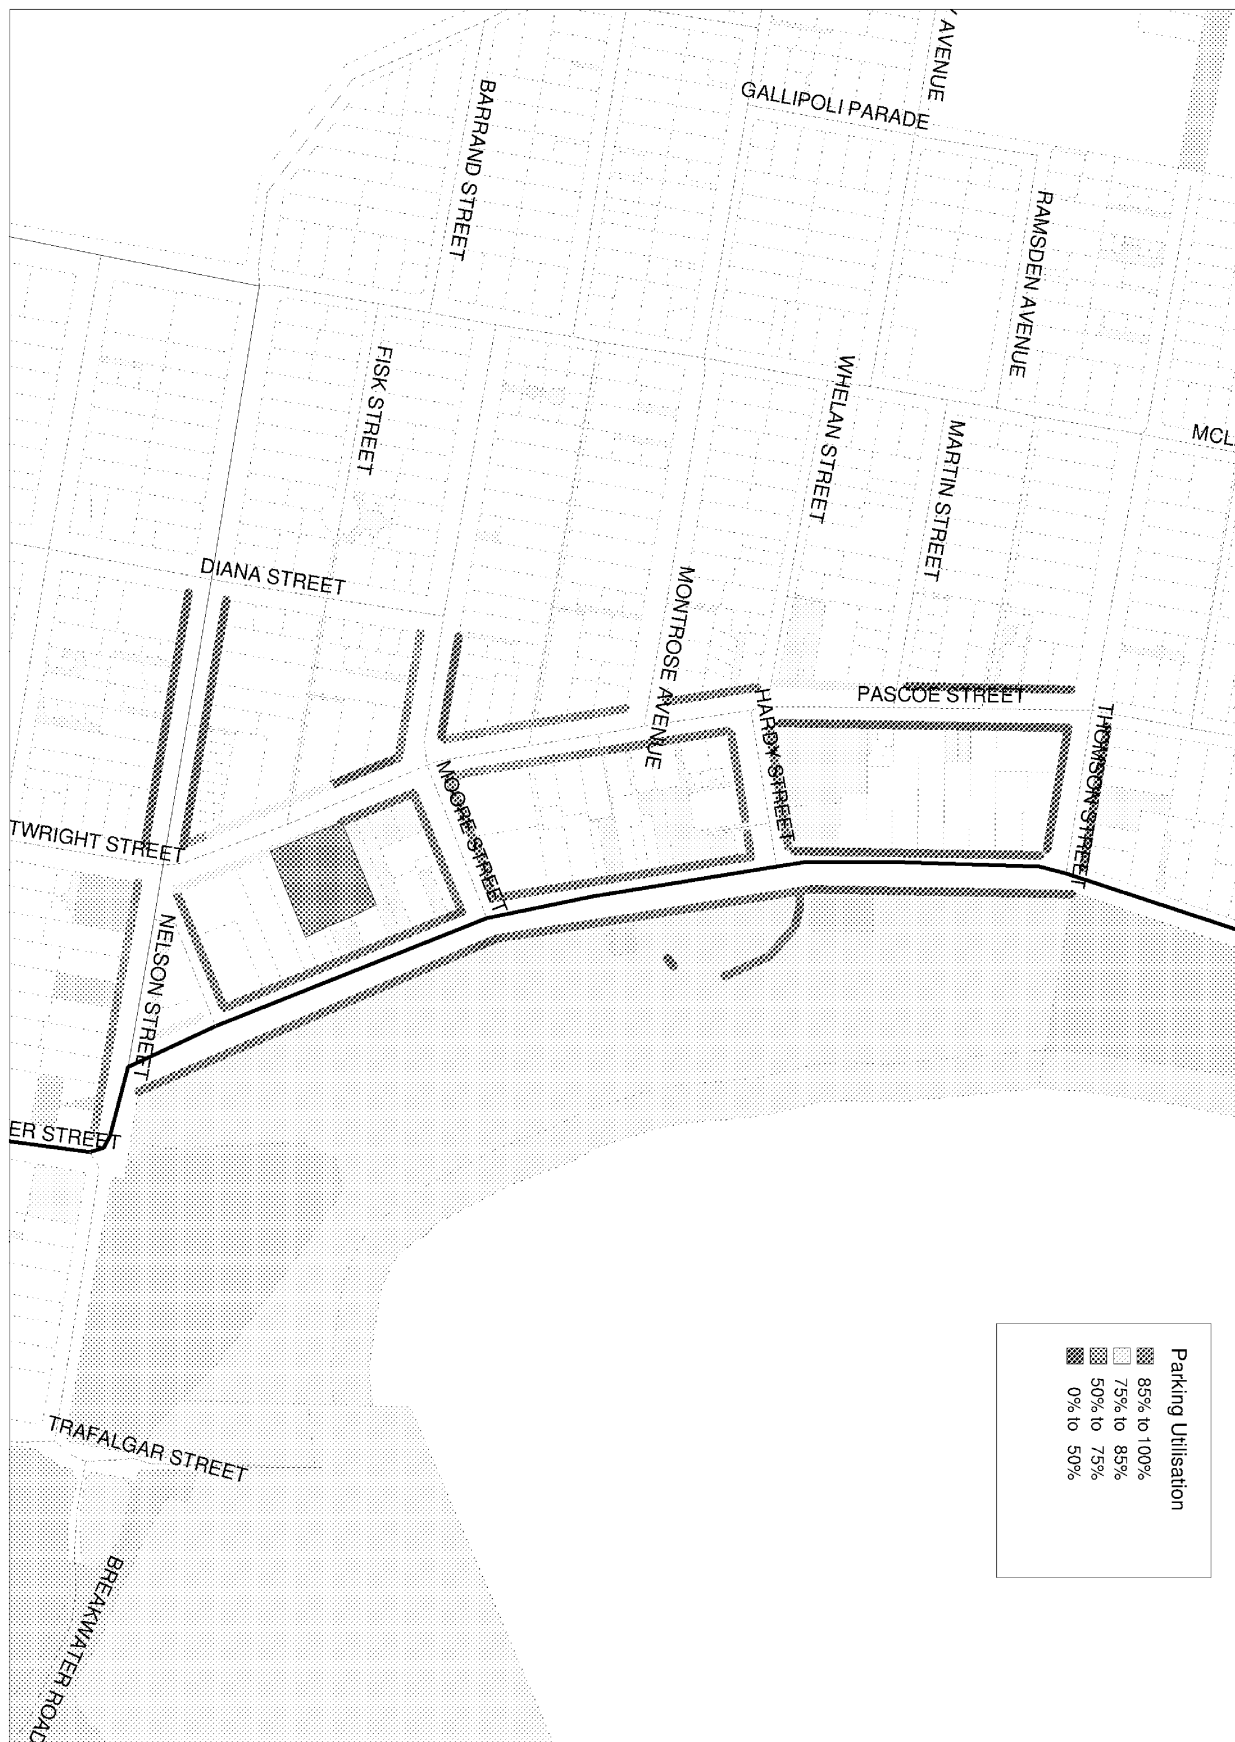 Y AVENUE
GALLIPOLI PARADE
BARRAND STREET
RAMSDEN AVENUE
FISK STREET
WHELAN STREET
MARTIN STREET
MCL
DIANA STREET
MONTROSE AVENUE
PASCOE STREET
HARDY STREET
THOMSON STREET
MOORE STREET
TWRIGHT STREET
NELSON STREET
ER STREET
TRAFALGAR STREET
BREAKWATER ROAD
Parking Utilisation
85% to 100%
75% to 85%
50% to 75%
0% to 50%